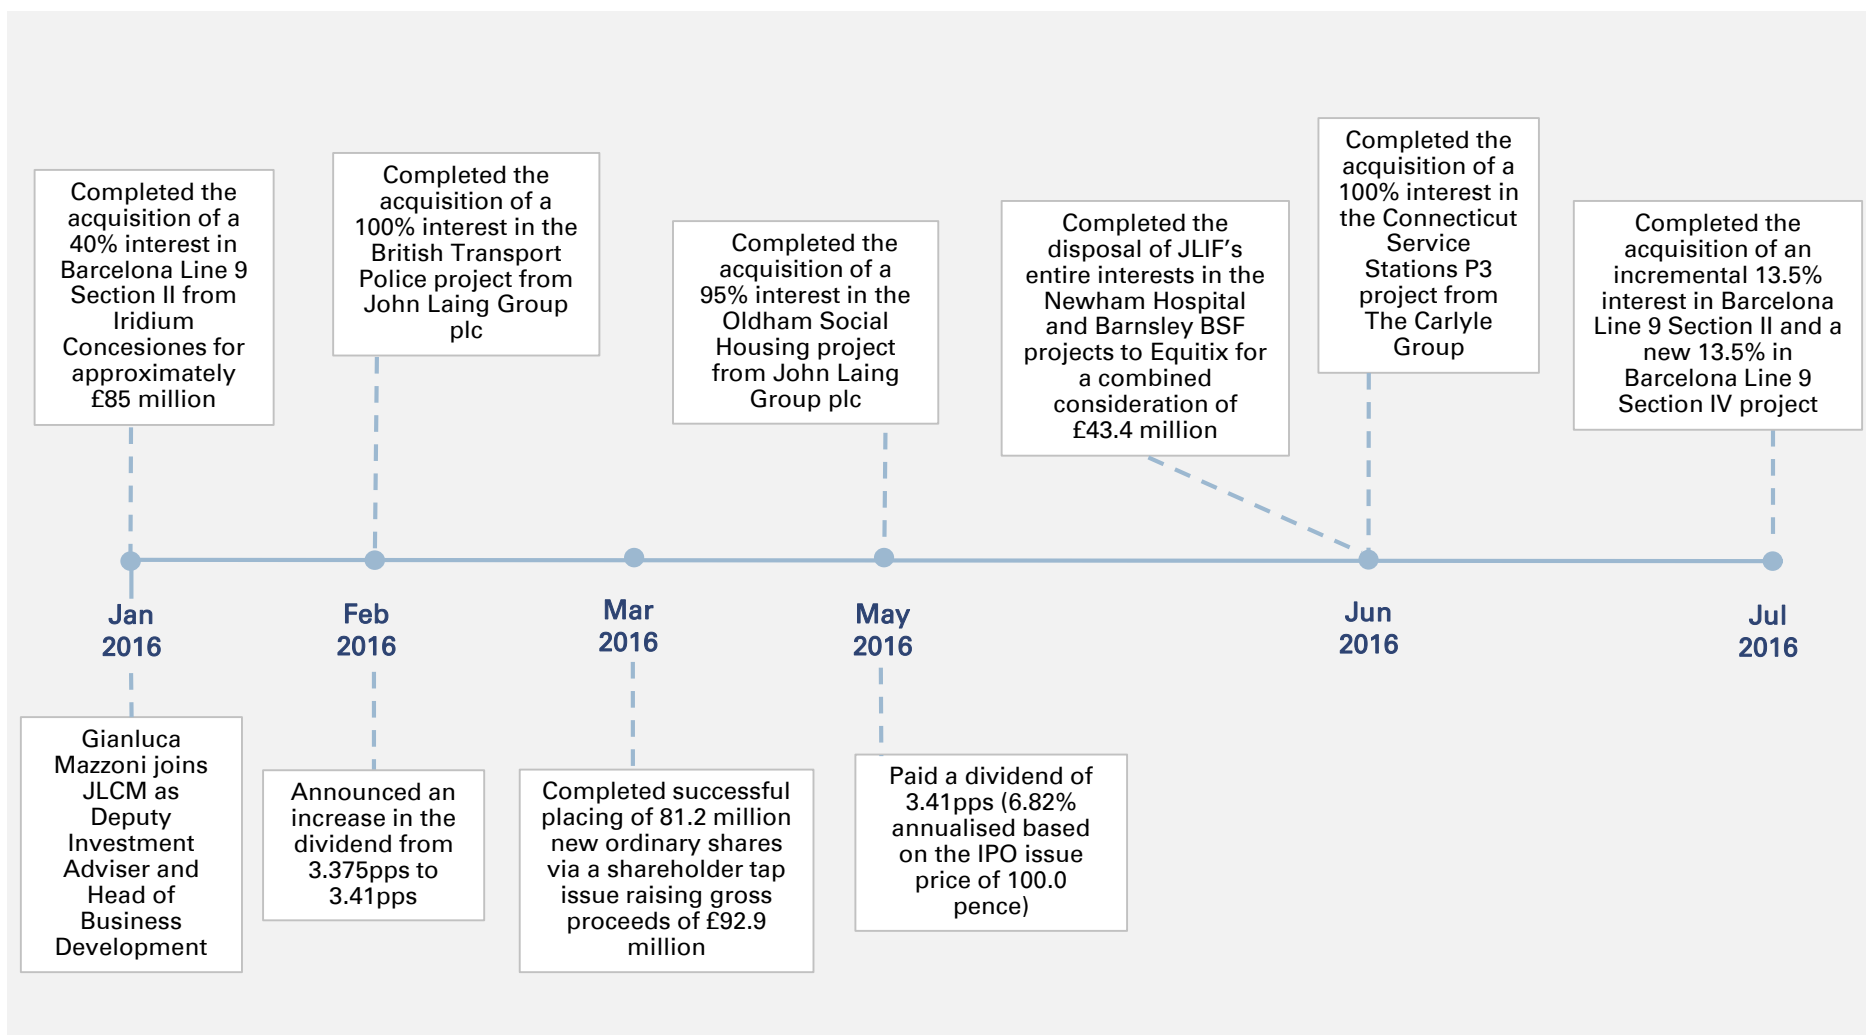 Completed the
acquisition of a
40% interest in
Barcelona Line 9
Section II from
Iridium
Concesiones for
approximately
£85 million
Completed the
acquisition of a
100% interest in the
British Transport
Police project from
John Laing Group
plc
Completed the
acquisition of a
95% interest in the
Oldham Social
Housing project
from John Laing
Group plc
Completed the
disposal of JLIF’s
entire interests in the
Newham Hospital
and Barnsley BSF
projects to Equitix for
a combined
consideration of
£43.4 million
Completed the
acquisition of a
100% interest in
the Connecticut
Service
Stations P3
project from
The Carlyle
Group
Completed the
acquisition of an
incremental 13.5%
interest in Barcelona
Line 9 Section II and a
new 13.5% in
Barcelona Line 9
Section IV project
Jan
2016
Feb
2016
Mar
2016
May
2016
Jun
2016
Jul
2016
Gianluca
Mazzoni joins
JLCM as
Deputy
Investment
Adviser and
Head of
Business
Development
Announced an
increase in the
dividend from
3.375pps to
3.41pps
Completed successful
placing of 81.2 million
new ordinary shares
via a shareholder tap
issue raising gross
proceeds of £92.9
million
Paid a dividend of
3.41pps (6.82%
annualised based
on the IPO issue
price of 100.0
pence)